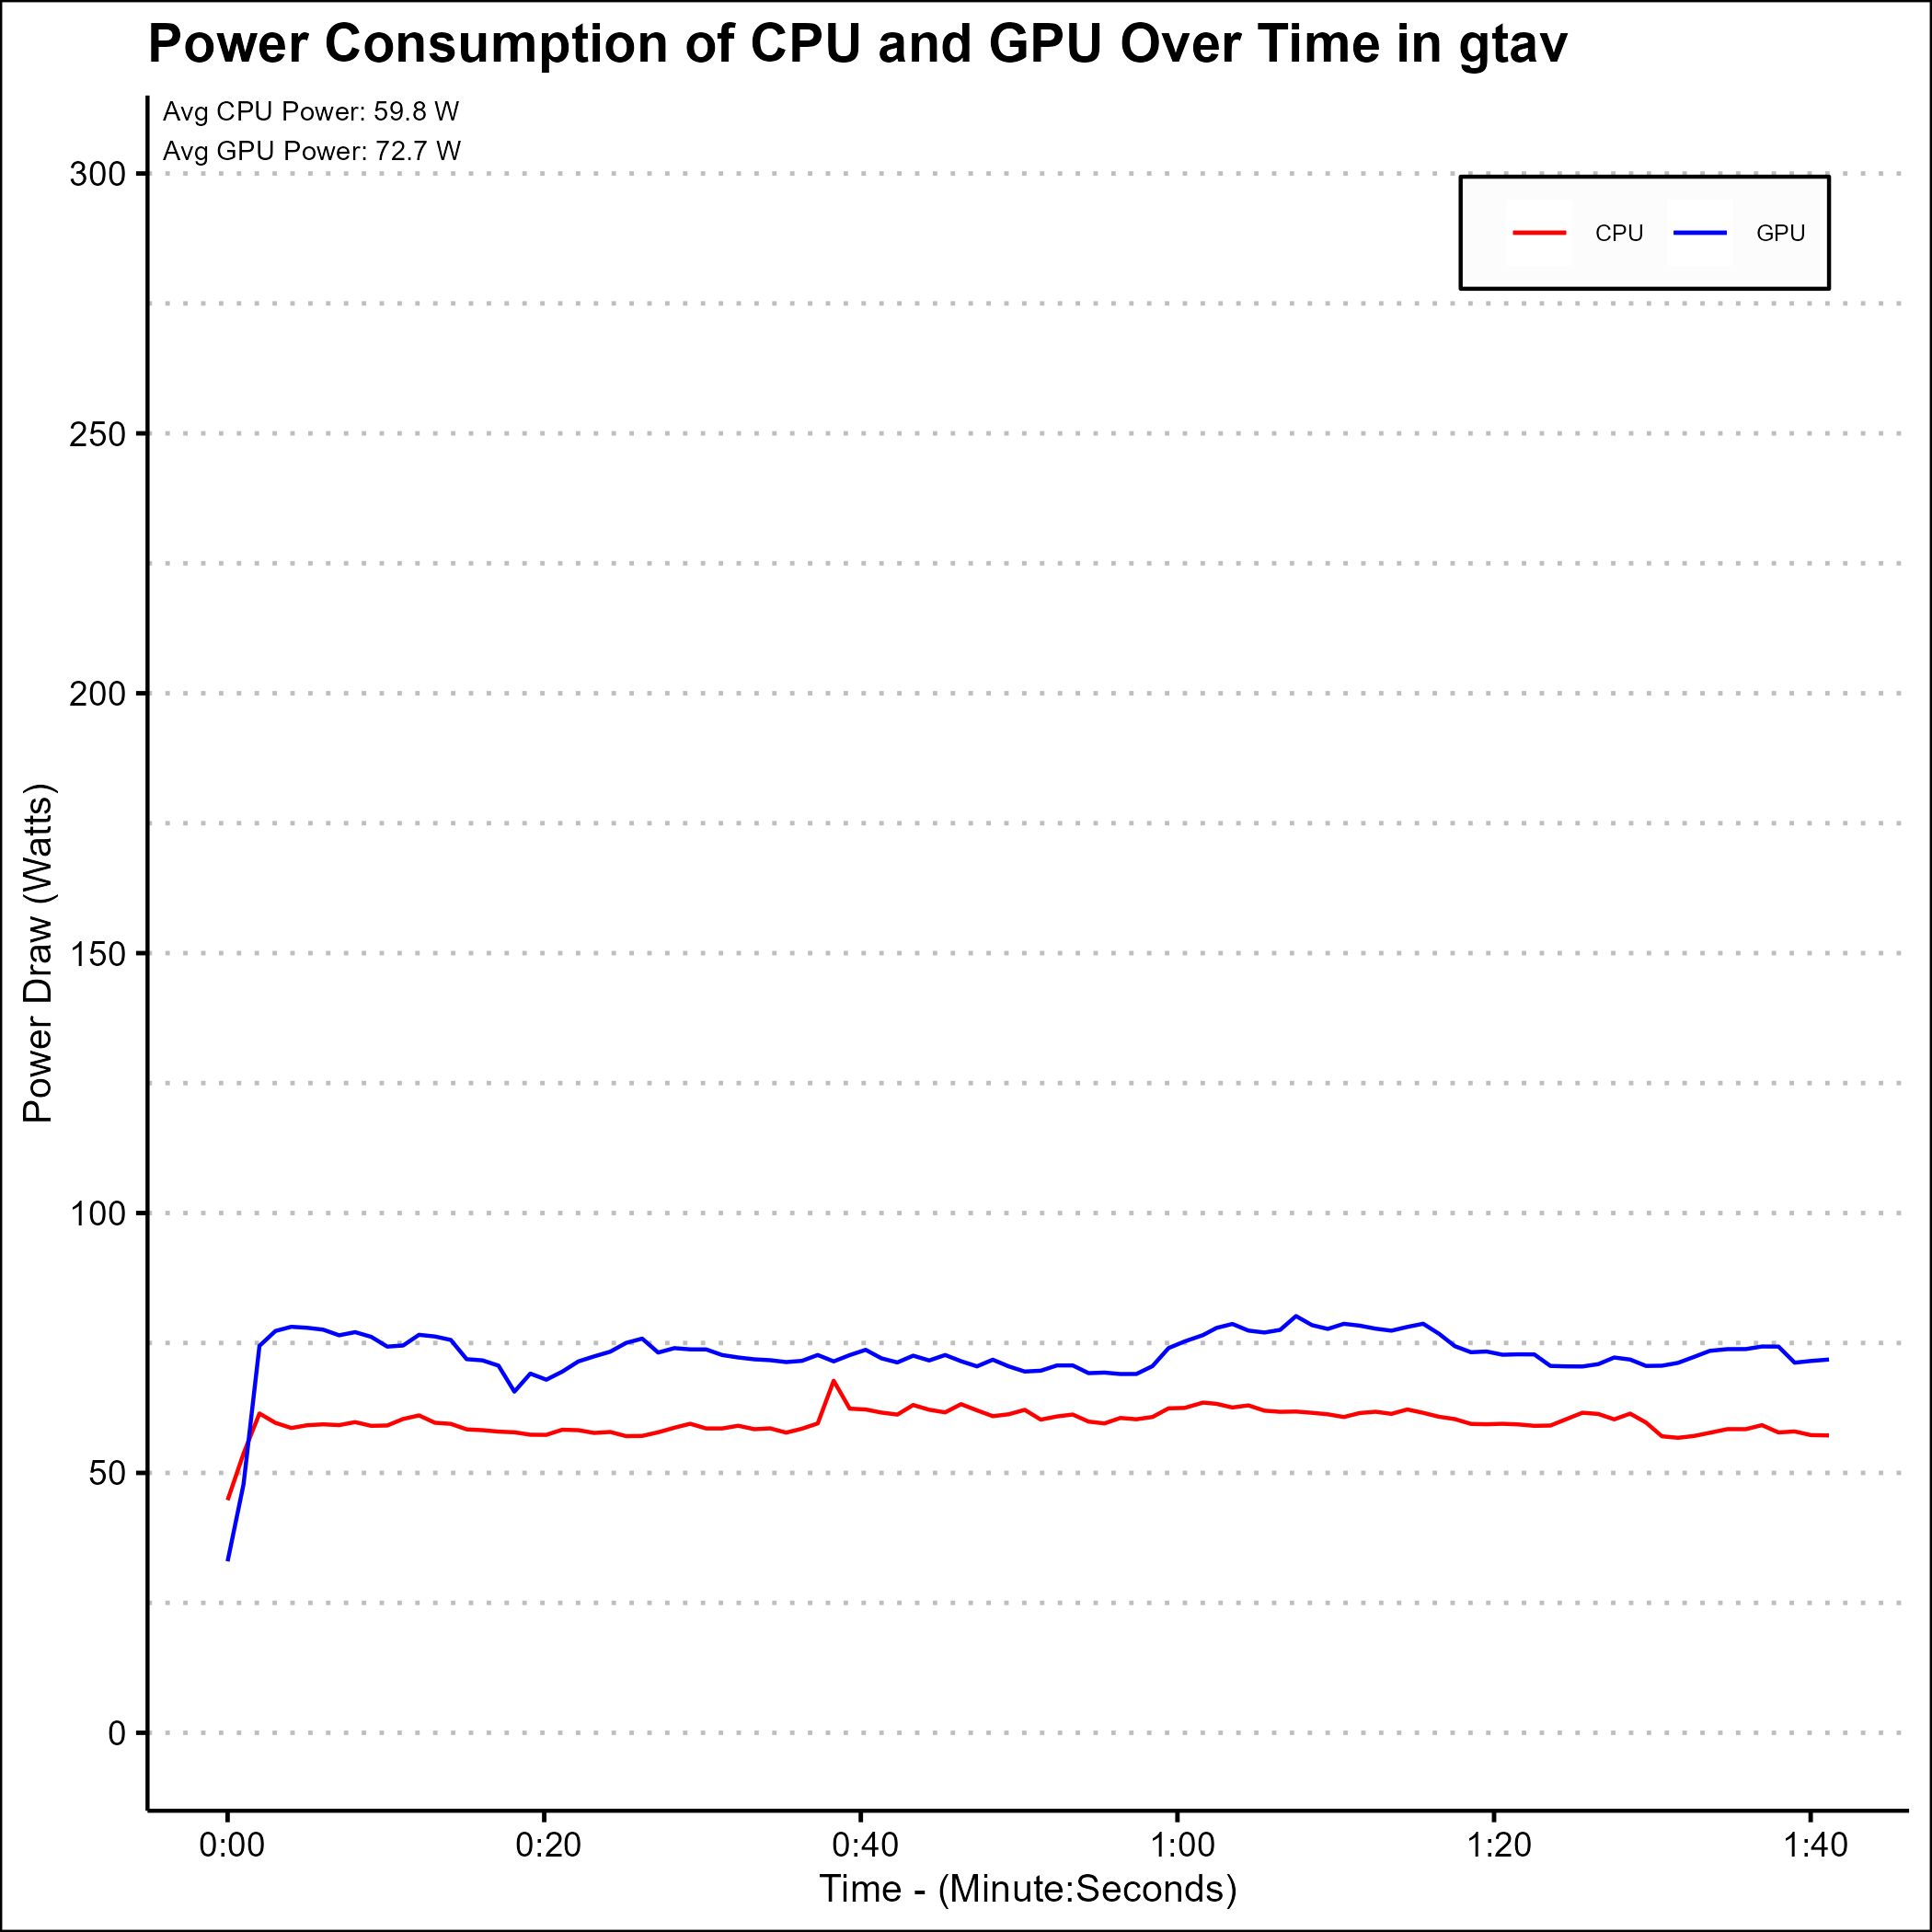 Power Consumption of CPU and GPU Over Time in gtav
Avg CPU Power: 59.8 W
Avg GPU Power: 72.7 W
CPU GPU
300
250
200
150
100
50
0
Power Draw (Watts)
0:00 0:20 0:40 1:00 1:20 1:40
Time - (Minute:Seconds)